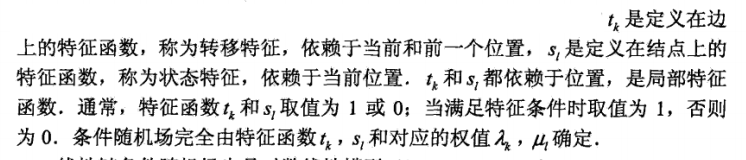 t_k 是定义在边
上的特征函数，称为转移特征，依赖于当前和前一个位置，s_l 是定义在结点上的
特征函数，称为状态特征，依赖于当前位置．t_k 和 s_l 都依赖于位置，是局部特征
函数．通常，特征函数 t_k 和 s_l 取值为 1 或 0；当满足特征条件时取值为 1，否则
为 0．条件随机场完全由特征函数 t_k，s_l 和对应的权值 λ_k，μ_l 确定．